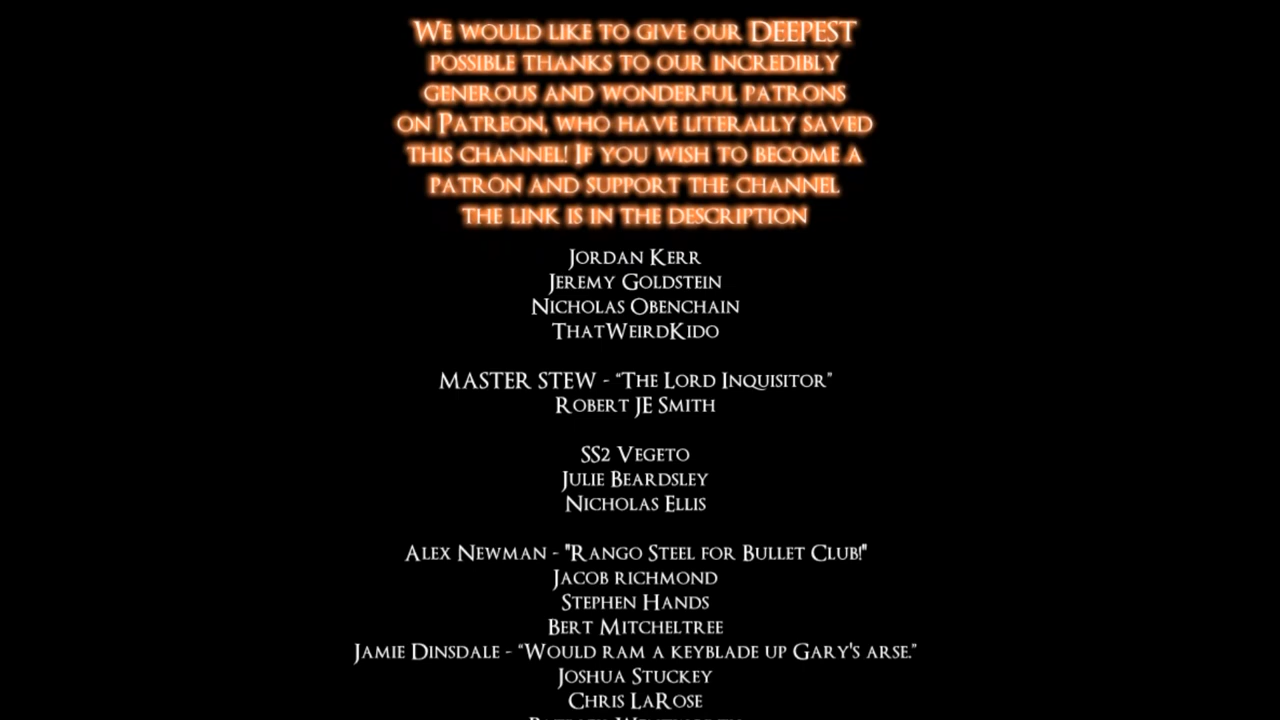 We would like to give our DEEPEST
possible thanks to our incredibly
generous and wonderful patrons
on Patreon, who have literally saved
this channel! If you wish to become a
patron and support the channel
the link is in the description
Jordan Kerr
Jeremy Goldstein
Nicholas Obenchain
ThatWeirdKido
MASTER STEW - "The Lord Inquisitor"
Robert JE Smith
SS2 Vegeto
Julie Beardsley
Nicholas Ellis
Alex Newman - "Rango Steel for Bullet Club!"
Jacob richmond
Stephen Hands
Bert Mitcheltree
Jamie Dinsdale - "Would ram a keyblade up Gary's arse."
Joshua Stuckey
Chris LaRose